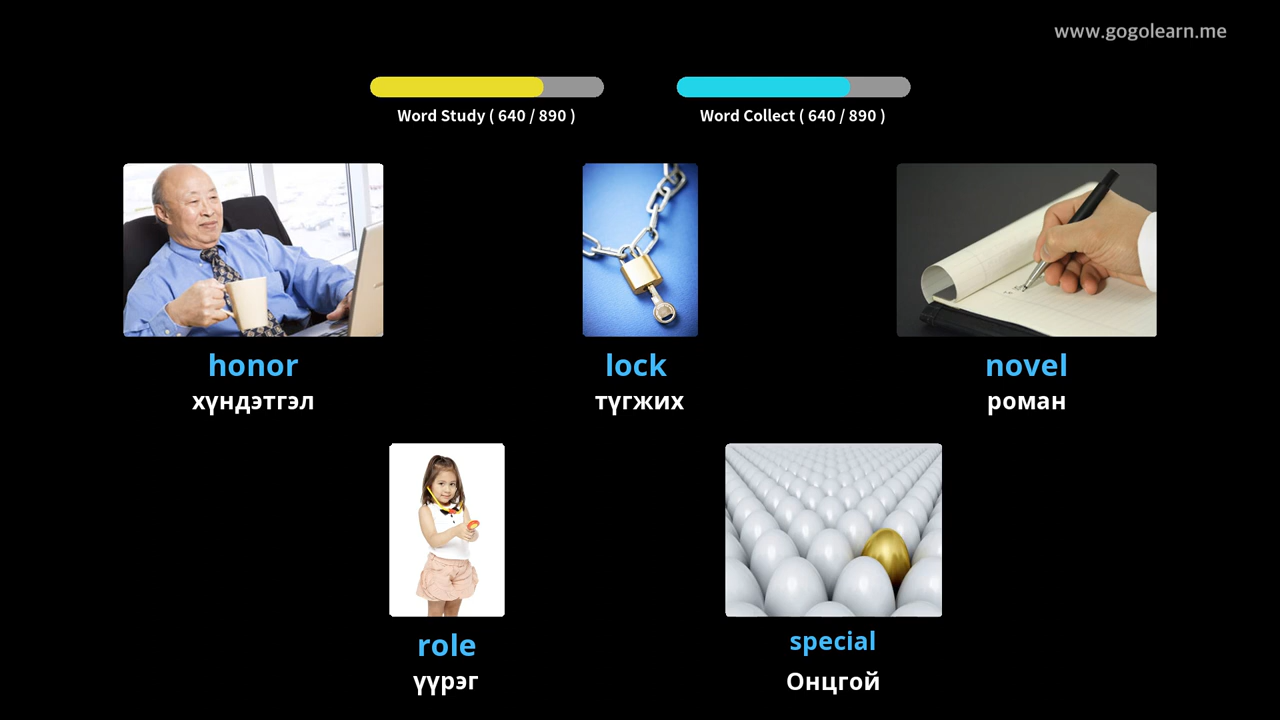 www.gogolearn.me
Word Study ( 640 / 890 )
Word Collect ( 640 / 890 )
honor
lock
novel
хүндэтгэл
түгжих
роман
role
special
үүрэг
Онцгой